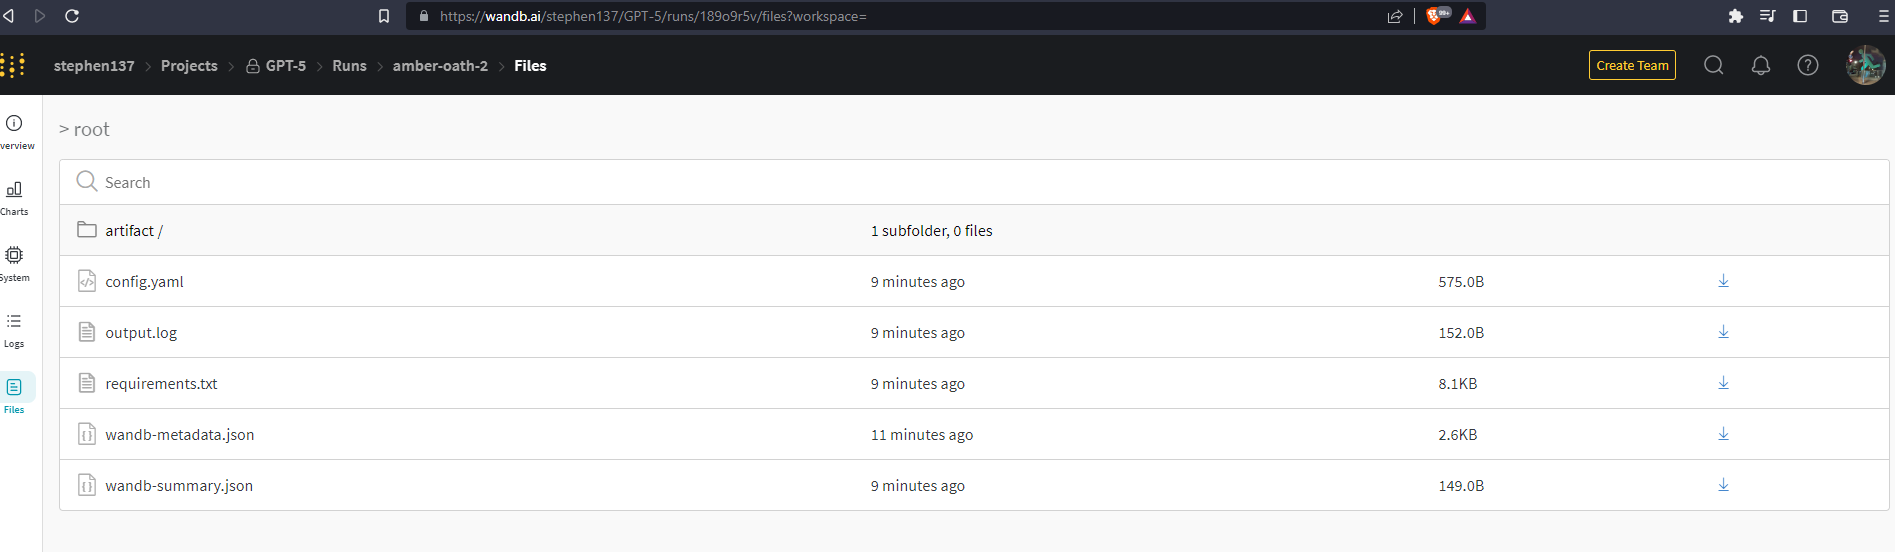 https://wandb.ai/stephen137/GPT-5/runs/189o9r5v/files?workspace=
99+
stephen137 > Projects > GPT-5 > Runs > amber-oath-2 > Files
Create Team
> root
verview
Charts
System
Logs
Files
Search
artifact / 1 subfolder, 0 files
config.yaml 9 minutes ago 575.0B
output.log 9 minutes ago 152.0B
requirements.txt 9 minutes ago 8.1KB
wandb-metadata.json 11 minutes ago 2.6KB
wandb-summary.json 9 minutes ago 149.0B